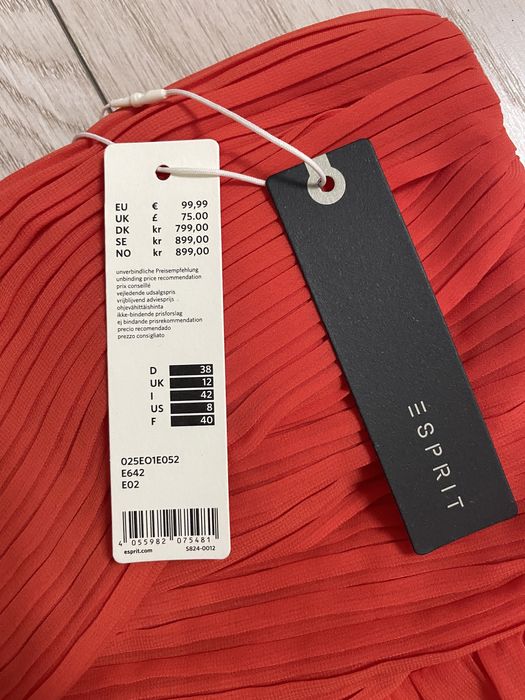 EU € 99,99
UK £ 75.00
DK kr 799,00
SE kr 899,00
NO kr 899,00
unverbindliche Preisempfehlung
unbinding price recommendation
prix conseillé
vejledende udsalgspris
vrijblijvend adviesprijs
ohjevähittäishinta
ikke-bindende prisforslag
ej bindande prisrekommendation
precio recomendado
prezzo consigliato
D 38
UK 12
I 42
US 8
F 40
025EO1E052
E642
E02
4 055982 075481
esprit.com S824-0012
ESPRIT